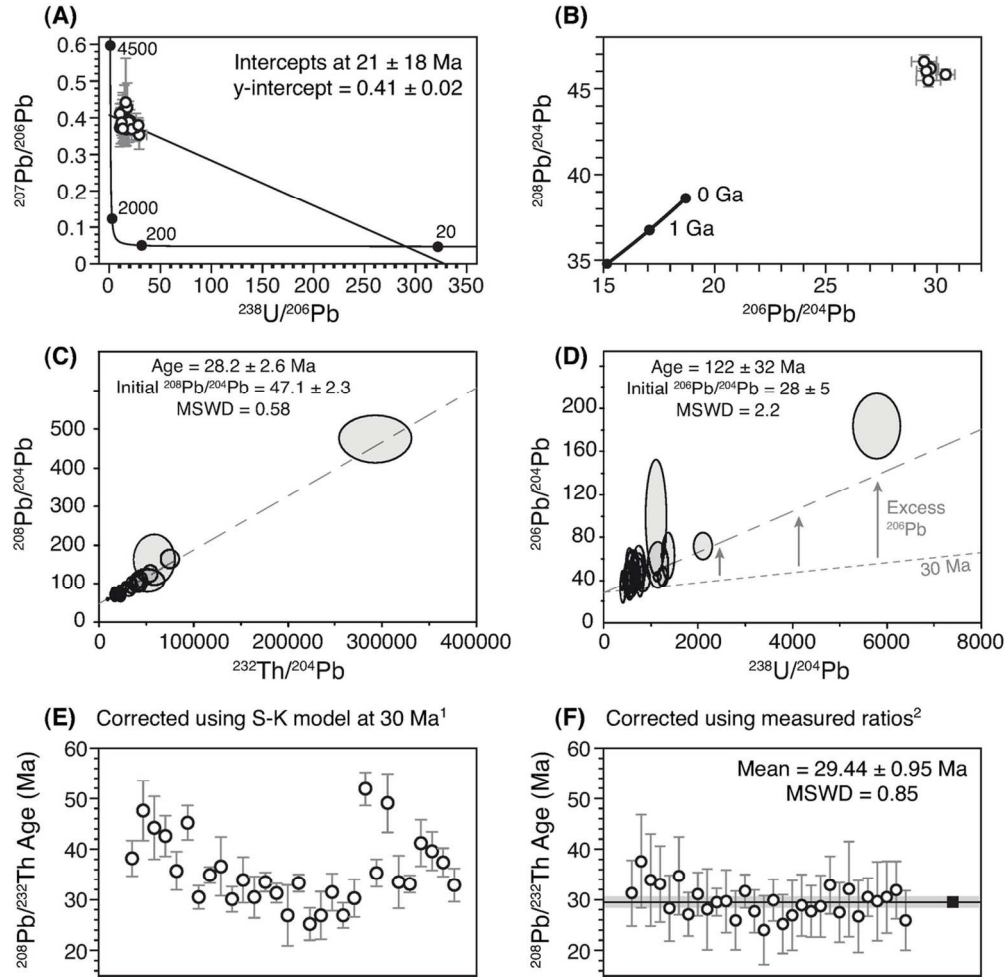 (A)
Intercepts at 21 ± 18 Ma
y-intercept = 0.41 ± 0.02
4500
2000
200
20
0.6
0.5
0.4
0.3
0.2
0.1
0
0 50 100 150 200 250 300 350
²⁰⁷Pb/²⁰⁶Pb
²³⁸U/²⁰⁶Pb
(B)
45
39
35
0 Ga
1 Ga
15 20 25 30
²⁰⁸Pb/²⁰⁴Pb
²⁰⁶Pb/²⁰⁴Pb
(C)
Age = 28.2 ± 2.6 Ma
Initial ²⁰⁸Pb/²⁰⁴Pb = 47.1 ± 2.3
MSWD = 0.58
500
400
300
200
100
0
0 100000 200000 300000 400000
²⁰⁸Pb/²⁰⁴Pb
²³²Th/²⁰⁴Pb
(D)
Age = 122 ± 32 Ma
Initial ²⁰⁶Pb/²⁰⁴Pb = 28 ± 5
MSWD = 2.2
200
160
120
80
40
0
Excess
²⁰⁶Pb
30 Ma
0 2000 4000 6000 8000
²⁰⁶Pb/²⁰⁴Pb
²³⁸U/²⁰⁴Pb
(E) Corrected using S-K model at 30 Ma¹
60
50
40
30
20
²⁰⁸Pb/²³²Th Age (Ma)
(F) Corrected using measured ratios²
Mean = 29.44 ± 0.95 Ma
MSWD = 0.85
60
50
40
30
20
²⁰⁸Pb/²³²Th Age (Ma)